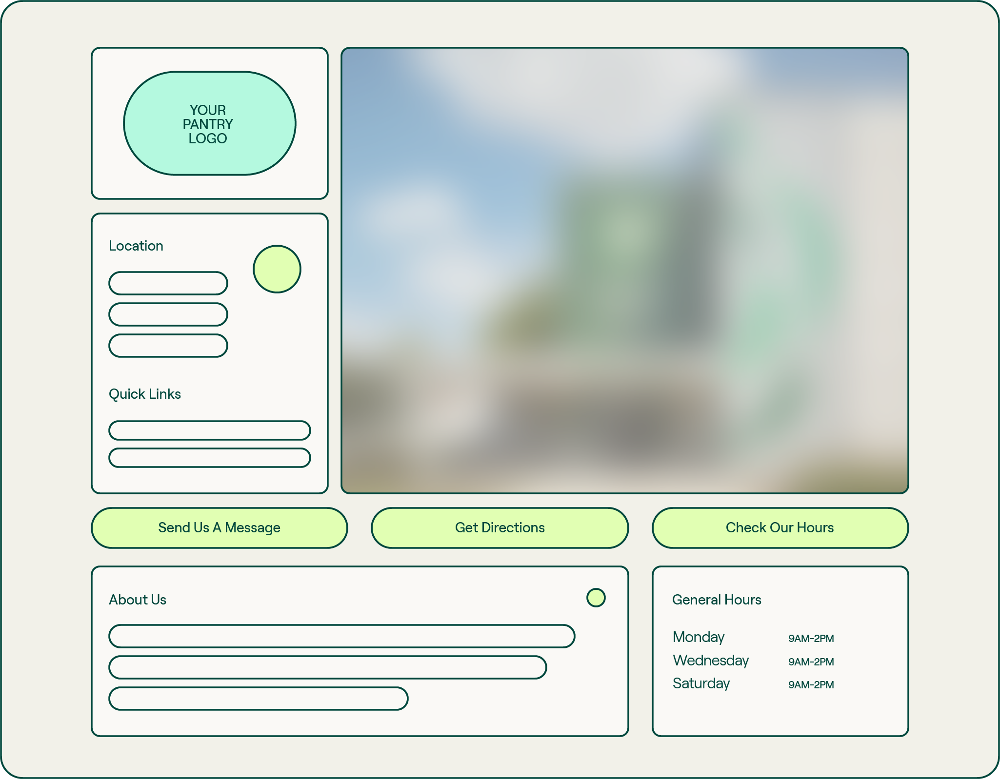 YOUR
PANTRY
LOGO
Location
Quick Links
Send Us A Message
Get Directions
Check Our Hours
About Us
General Hours
Monday 9AM-2PM
Wednesday 9AM-2PM
Saturday 9AM-2PM